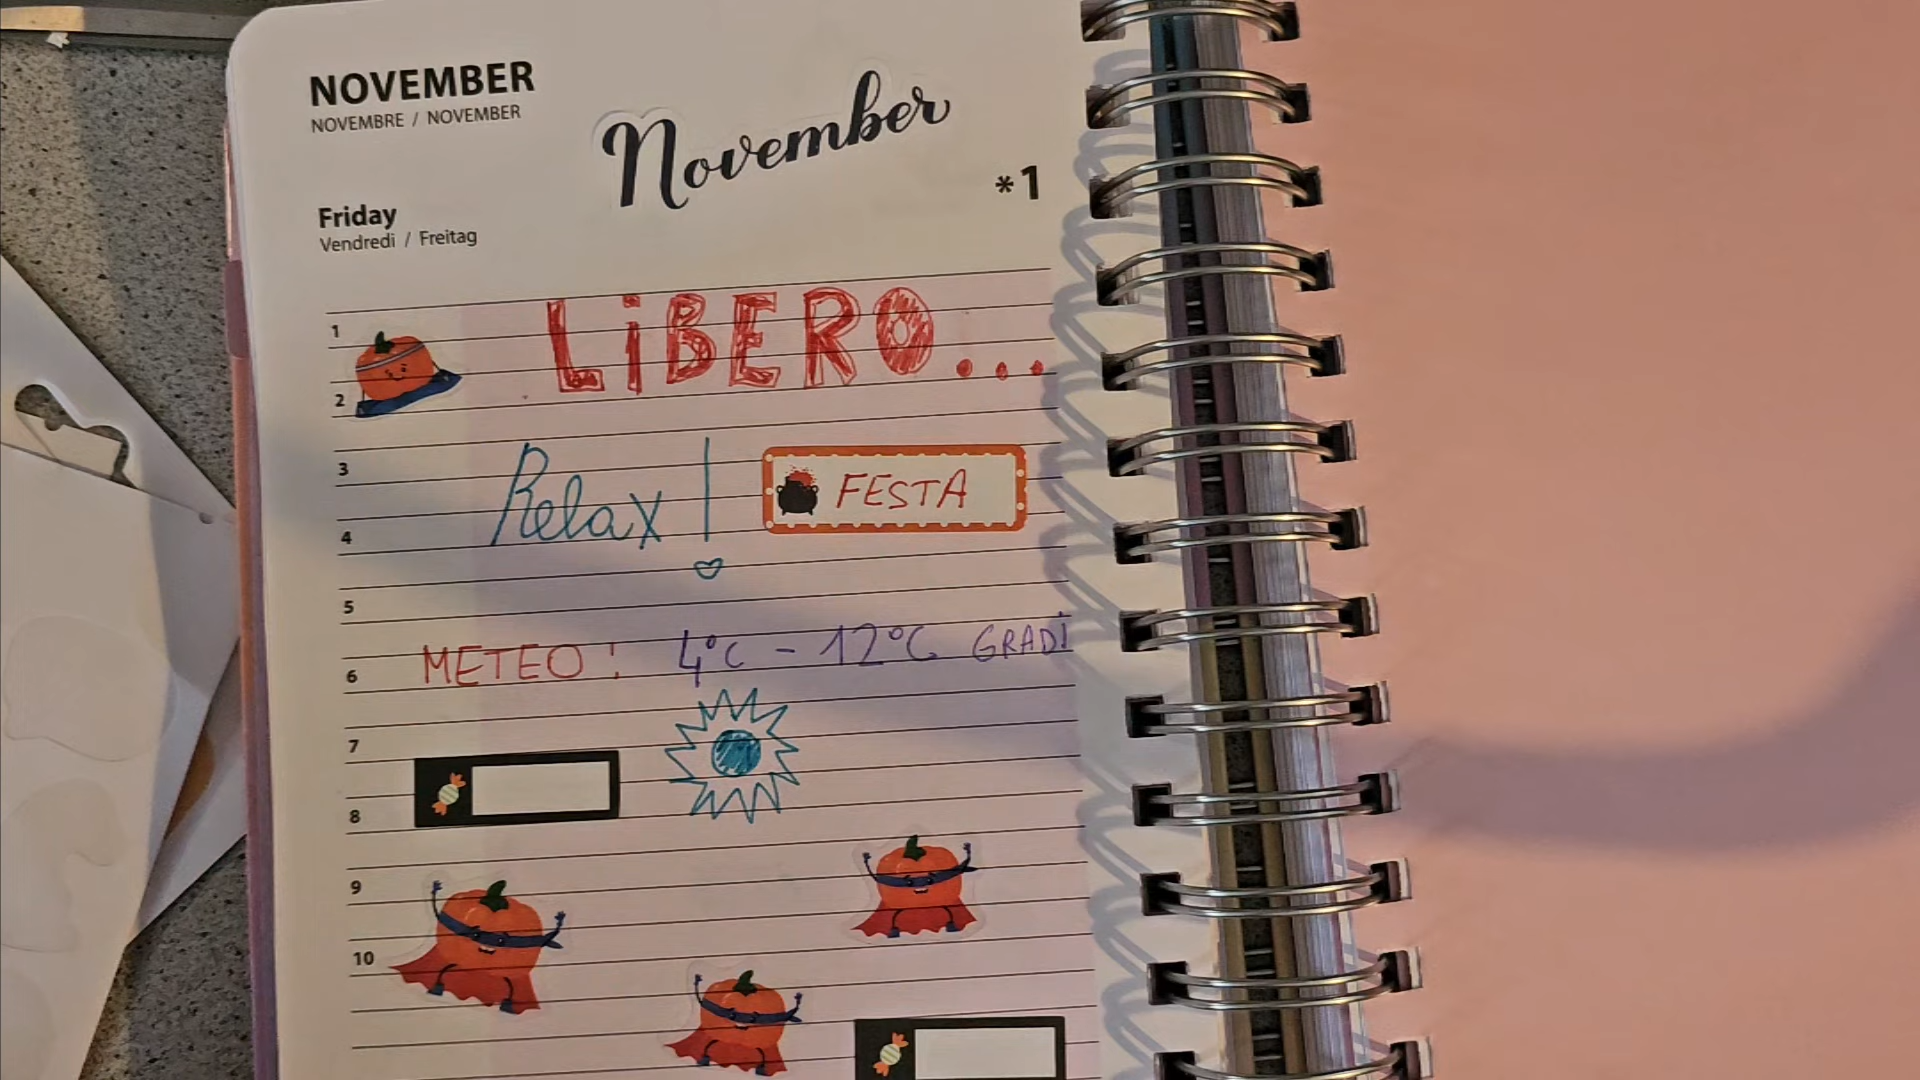 NOVEMBER
NOVEMBRE / NOVEMBER
November
*1
Friday
Vendredi / Freitag
1
LiBERO...
2
3
Relax! FESTA
4
5
6 METEO: 4°C - 12°C GRADI
7
8
9
10